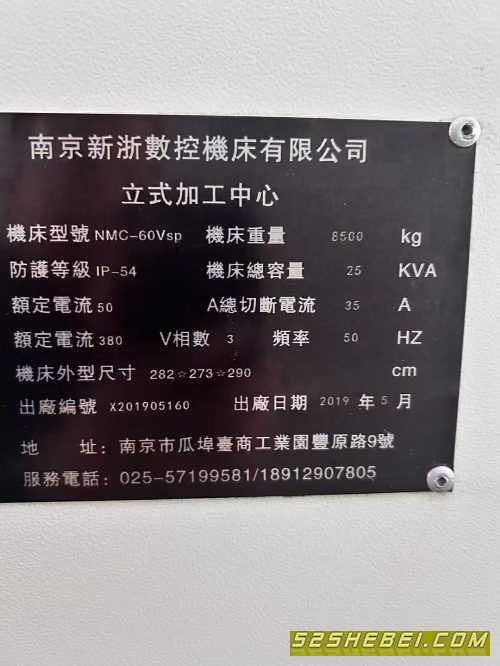 南京新浙數控機床有限公司
立式加工中心
機床型號 NMC-60Vsp 機床重量 8500 kg
防護等級 IP-54 機床總容量 25 KVA
額定電流 50 A總切斷電流 35 A
額定電流 380 V相數 3 頻率 50 HZ
機床外型尺寸 282☆273☆290 cm
出廠編號 X201905160 出廠日期 2019 年 5 月
地 址: 南京市瓜埠臺商工業園豐原路9號
服務電話: 025-57199581/18912907805
52SHEBEI.COM